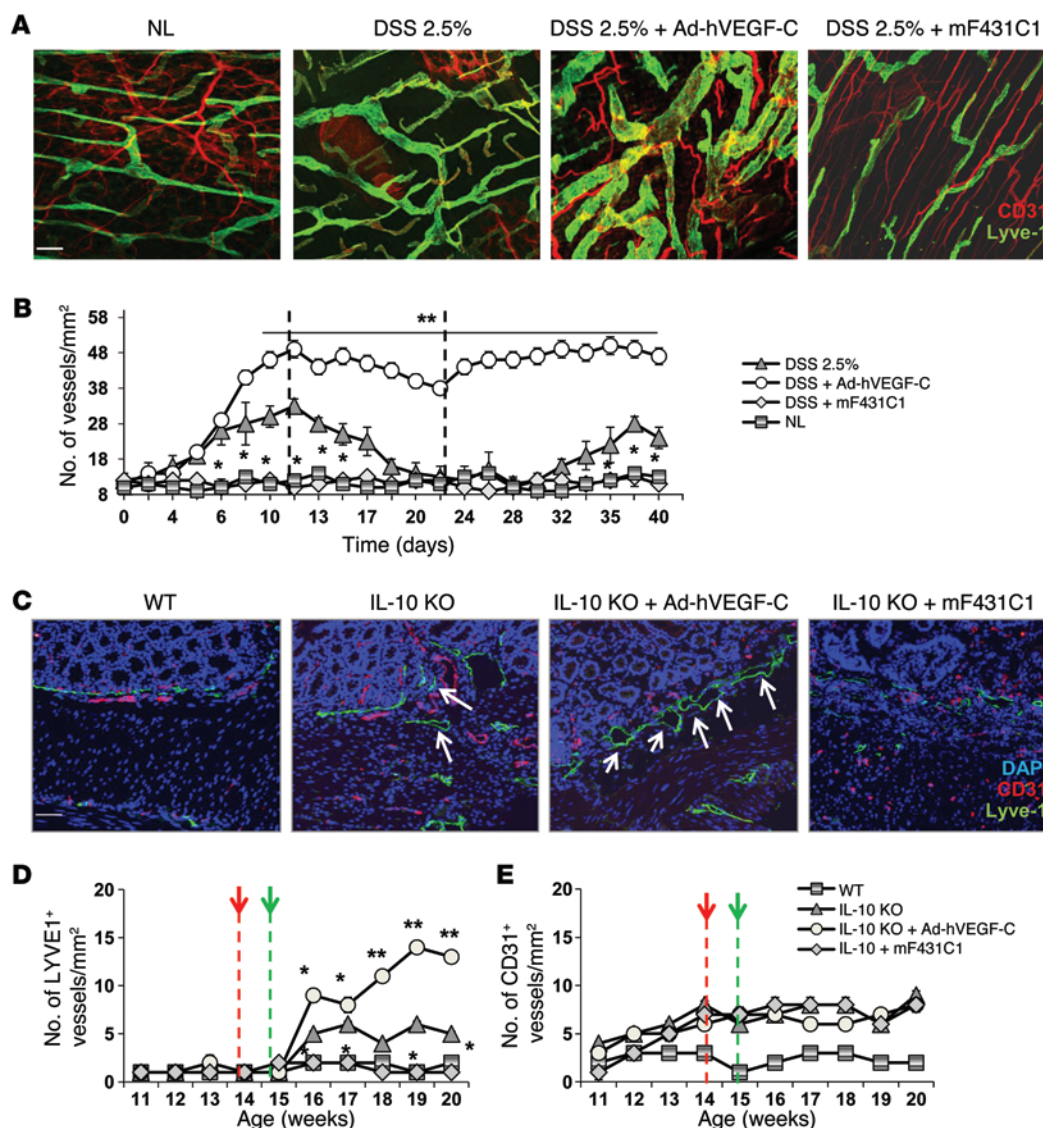 A
NL
DSS 2.5%
DSS 2.5% + Ad-hVEGF-C
DSS 2.5% + mF431C1
CD31
Lyve-1
B
No. of vessels/mm²
58
48
38
28
18
8
**
* * * * * * * * *
0 4 6 10 13 17 20 24 28 32 35 40
Time (days)
DSS 2.5%
DSS + Ad-hVEGF-C
DSS + mF431C1
NL
C
WT
IL-10 KO
IL-10 KO + Ad-hVEGF-C
IL-10 KO + mF431C1
DAP
CD31
Lyve-1
D
No. of LYVE1⁺
vessels/mm²
20
15
10
5
0
* * ** ** **
* * * *
11 12 13 14 15 16 17 18 19 20
Age (weeks)
E
No. of CD31⁺
vessels/mm²
20
15
10
5
0
11 12 13 14 15 16 17 18 19 20
Age (weeks)
WT
IL-10 KO
IL-10 KO + Ad-hVEGF-C
IL-10 + mF431C1